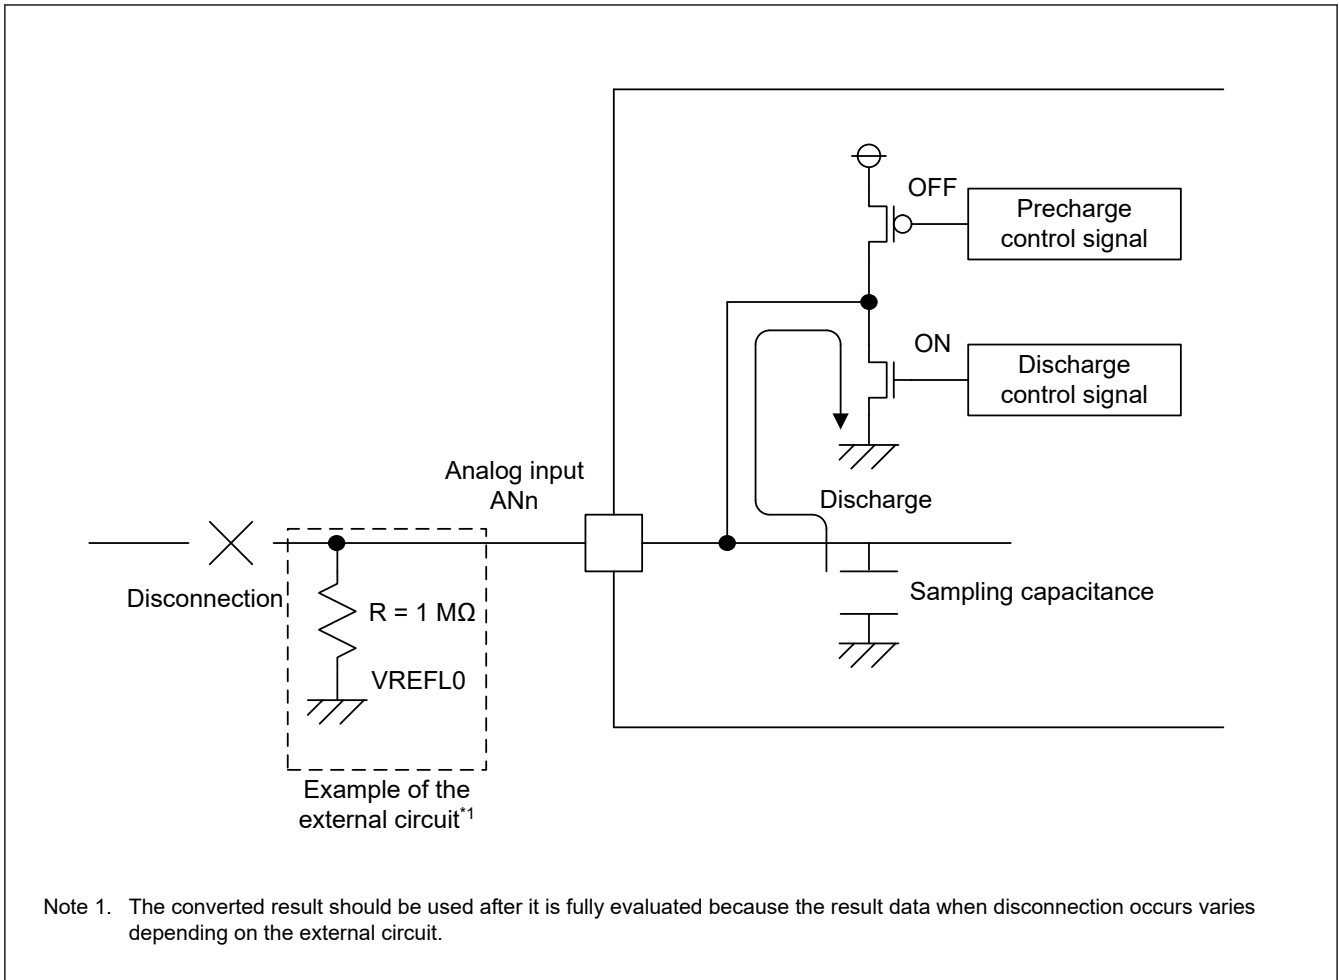 OFF
Precharge
control signal
ON
Discharge
control signal
Analog input
ANn
Discharge
Disconnection
R = 1 MΩ
Sampling capacitance
VREFL0
Example of the
external circuit*1
Note 1. The converted result should be used after it is fully evaluated because the result data when disconnection occurs varies
depending on the external circuit.